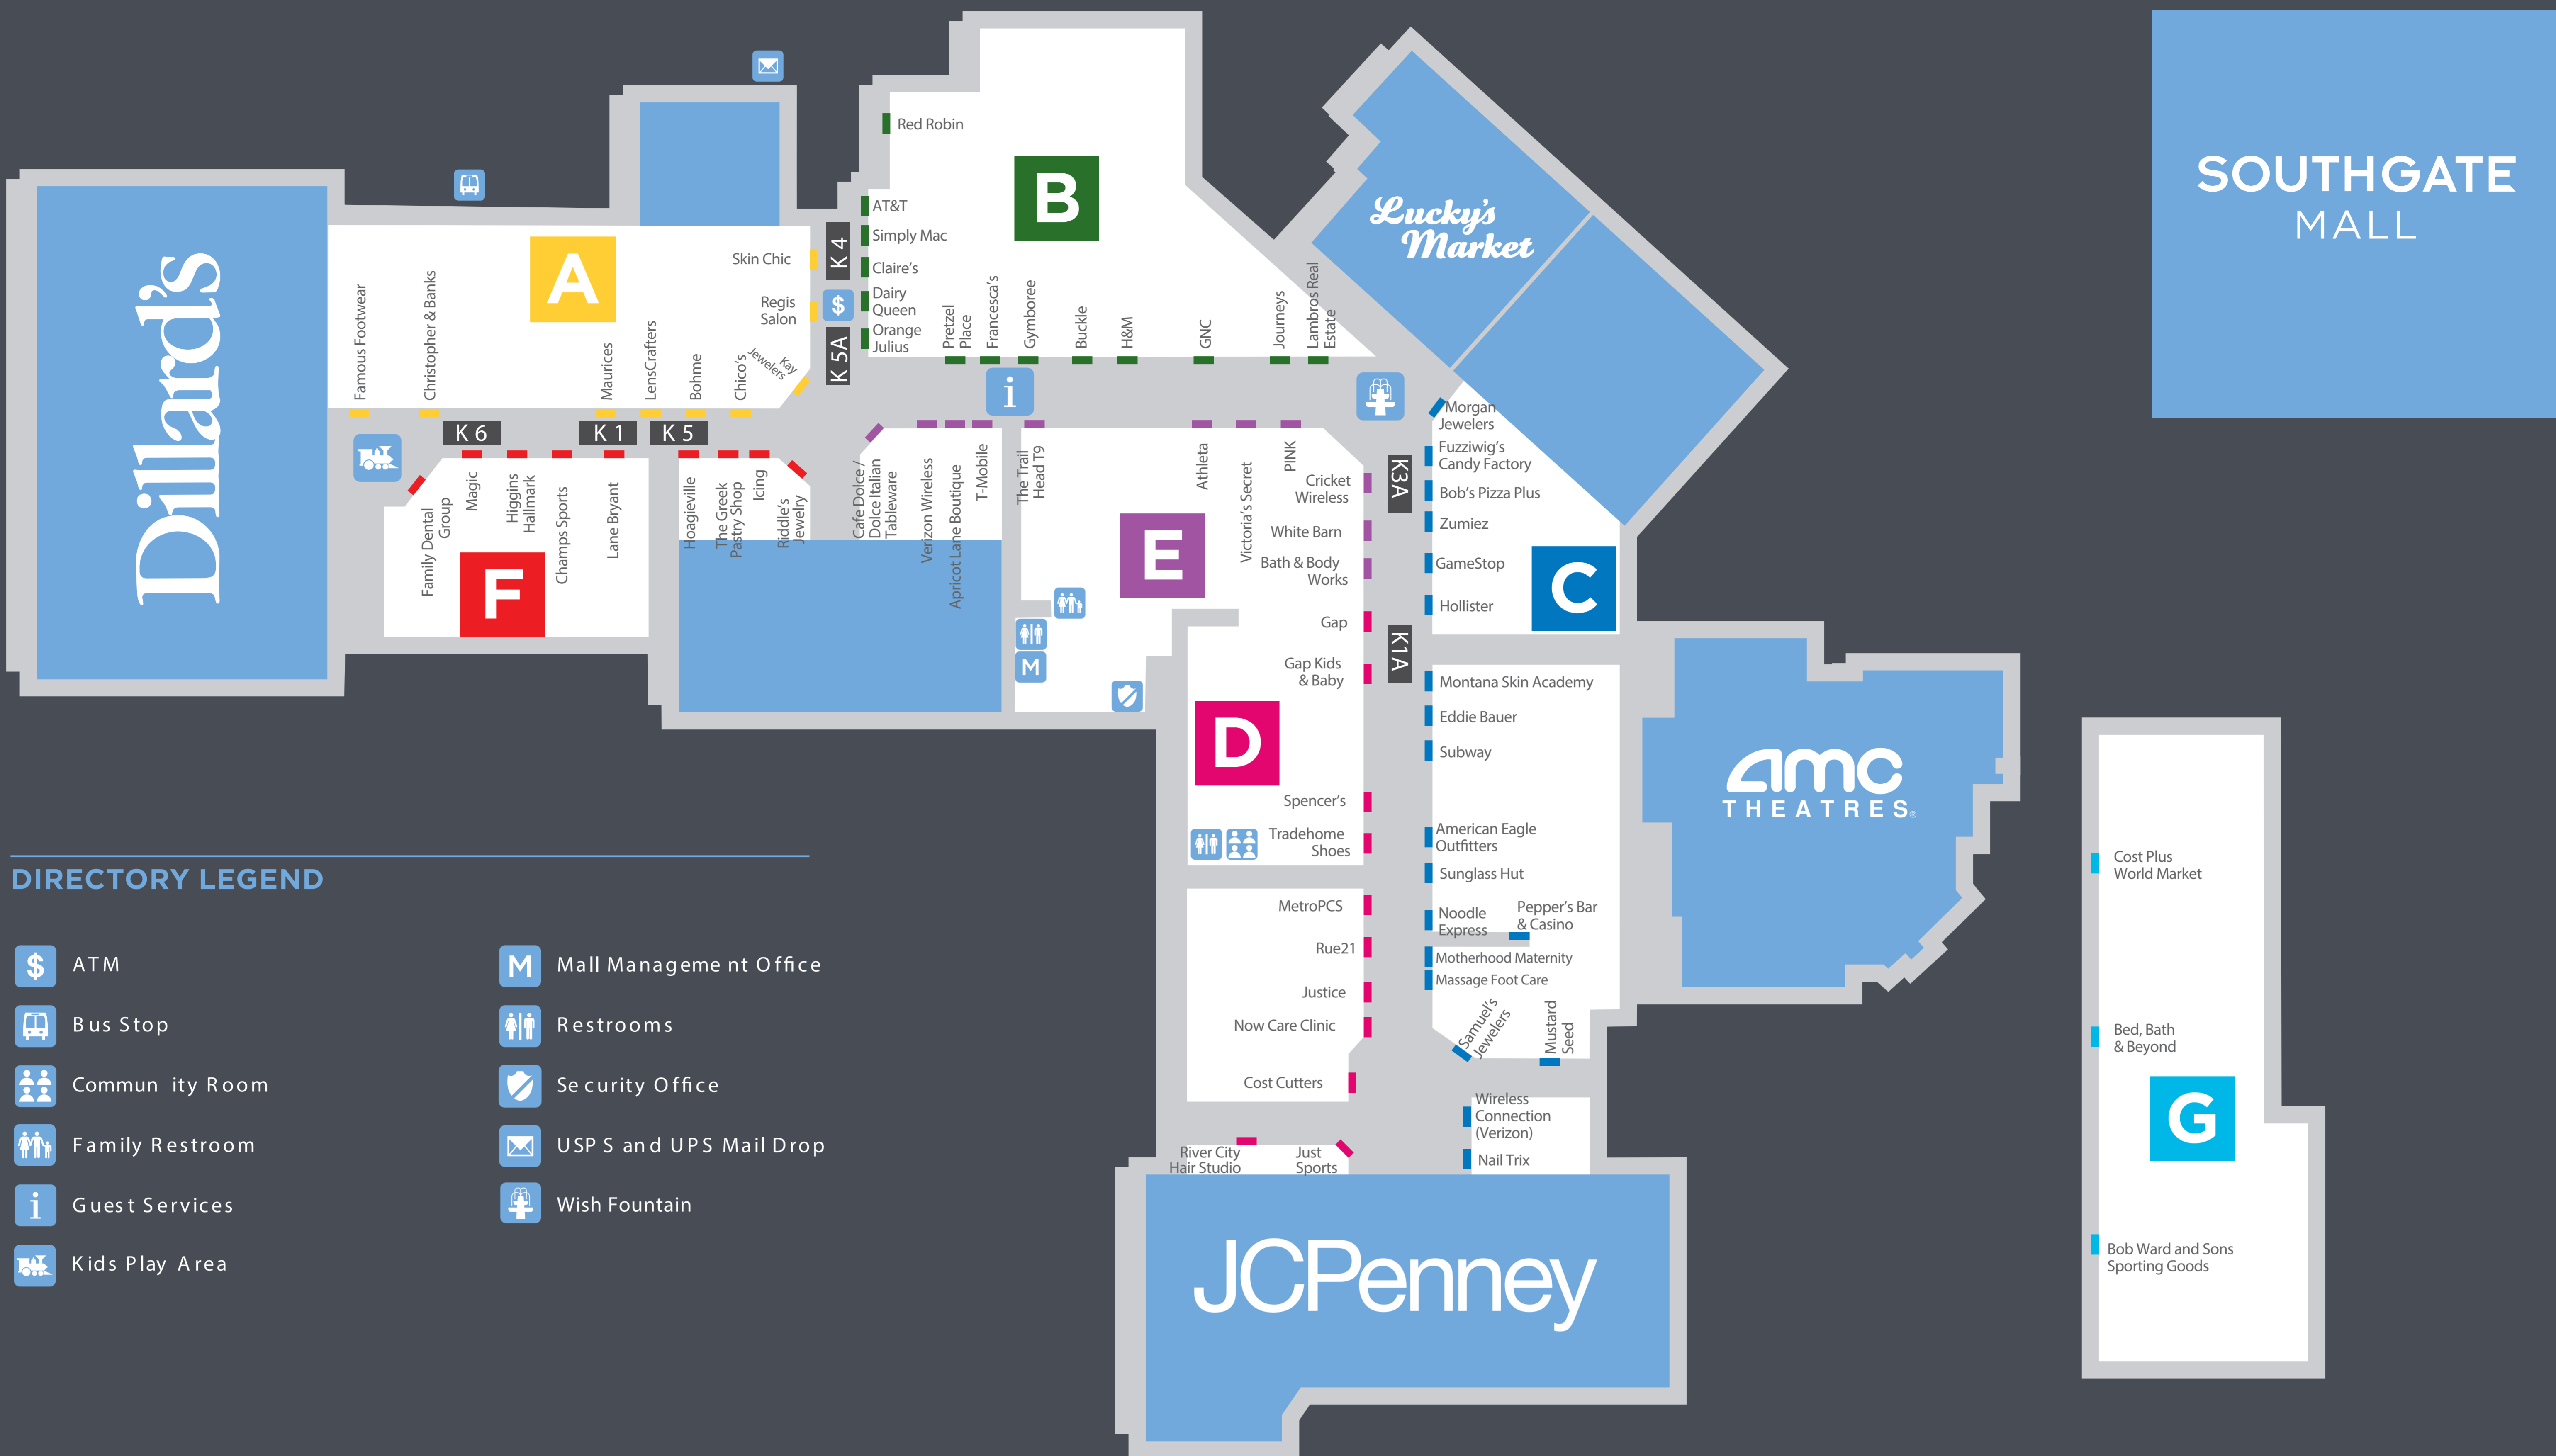 SOUTHGATE
MALL
Dillard's
A
Famous Footwear
Christopher & Banks
Maurices
LensCrafters
Bohme
Chico's
Kay
Jewelers
Skin Chic
Regis
Salon
K 4
$
K 5A
K 6
K 1
K 5
B
Red Robin
AT&T
Simply Mac
Claire's
Dairy
Queen
Orange
Julius
Pretzel
Place
Francesca's
Gymboree
Buckle
H&M
GNC
Journeys
Lambros Real
Estate
i
Lucky's
Market
F
Family Dental
Group
Magic
Higgins
Hallmark
Champs Sports
Lane Bryant
Hoagieville
The Greek
Pastry Shop
Icing
Riddle's
Jewelry
E
Cafe Dolce /
Dolce Italian
Tableware
Verizon Wireless
Apricot Lane Boutique
T-Mobile
The Trail
Head T9
Athleta
Victoria's Secret
PINK
Cricket
Wireless
White Barn
Bath & Body
Works
M
K3A
K1A
C
Morgan
Jewelers
Fuzziwig's
Candy Factory
Bob's Pizza Plus
Zumiez
GameStop
Hollister
Montana Skin Academy
Eddie Bauer
Subway
American Eagle
Outfitters
Sunglass Hut
Noodle
Express
Pepper's Bar
& Casino
Motherhood Maternity
Massage Foot Care
Samuel's
Jewelers
Mustard
Seed
Wireless
Connection
(Verizon)
Nail Trix
D
Gap
Gap Kids
& Baby
Spencer's
Tradehome
Shoes
MetroPCS
Rue21
Justice
Now Care Clinic
Cost Cutters
River City
Hair Studio
Just
Sports
amc
THEATRES®
JCPenney
G
Cost Plus
World Market
Bed, Bath
& Beyond
Bob Ward and Sons
Sporting Goods
DIRECTORY LEGEND
$ ATM
Bus Stop
Commun ity Room
Family Restroom
i Guest Services
Kids Play Area
M Mall Manageme nt Office
Restrooms
Se curity Office
USP S and UPS Mail Drop
Wish Fountain